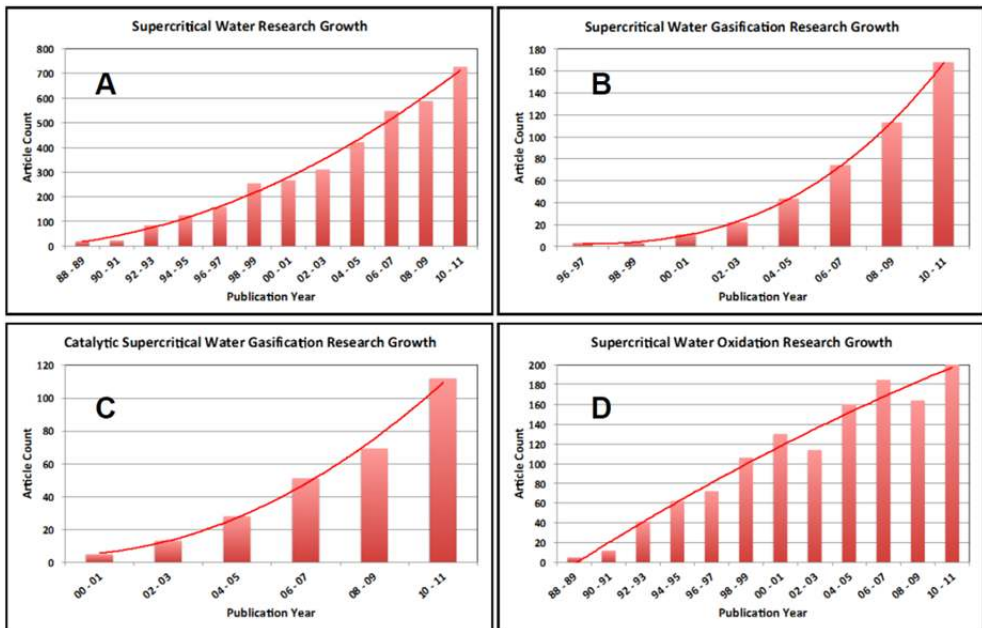 Supercritical Water Research Growth
A
Article Count
800
700
600
500
400
300
200
100
0
88 - 89
90 - 91
92 - 93
94 - 95
96 - 97
98 - 99
00 - 01
02 - 03
04 - 05
06 - 07
08 - 09
10 - 11
Publication Year
Supercritical Water Gasification Research Growth
B
Article Count
180
160
140
120
100
80
60
40
20
0
96 - 97
98 - 99
00 - 01
02 - 03
04 - 05
06 - 07
08 - 09
10 - 11
Publication Year
Catalytic Supercritical Water Gasification Research Growth
C
Article Count
120
100
80
60
40
20
0
00 - 01
02 - 03
04 - 05
06 - 07
08 - 09
10 - 11
Publication Year
Supercritical Water Oxidation Research Growth
D
Article Count
200
180
160
140
120
100
80
60
40
20
0
88 - 89
90 - 91
92 - 93
94 - 95
96 - 97
98 - 99
00 - 01
02 - 03
04 - 05
06 - 07
08 - 09
10 - 11
Publication Year